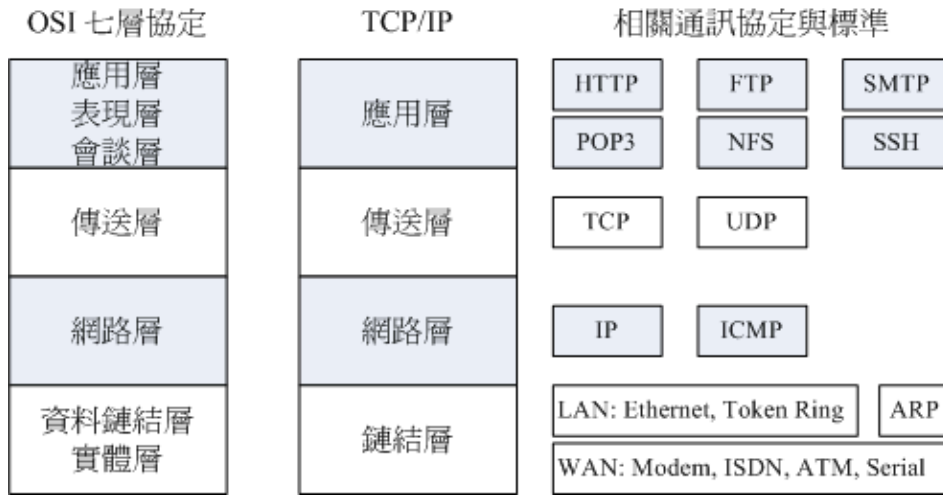 OSI 七層協定
TCP/IP
相關通訊協定與標準
應用層
表現層
會談層
應用層
HTTP
FTP
SMTP
POP3
NFS
SSH
傳送層
傳送層
TCP
UDP
網路層
網路層
IP
ICMP
資料鏈結層
實體層
鏈結層
LAN: Ethernet, Token Ring
ARP
WAN: Modem, ISDN, ATM, Serial